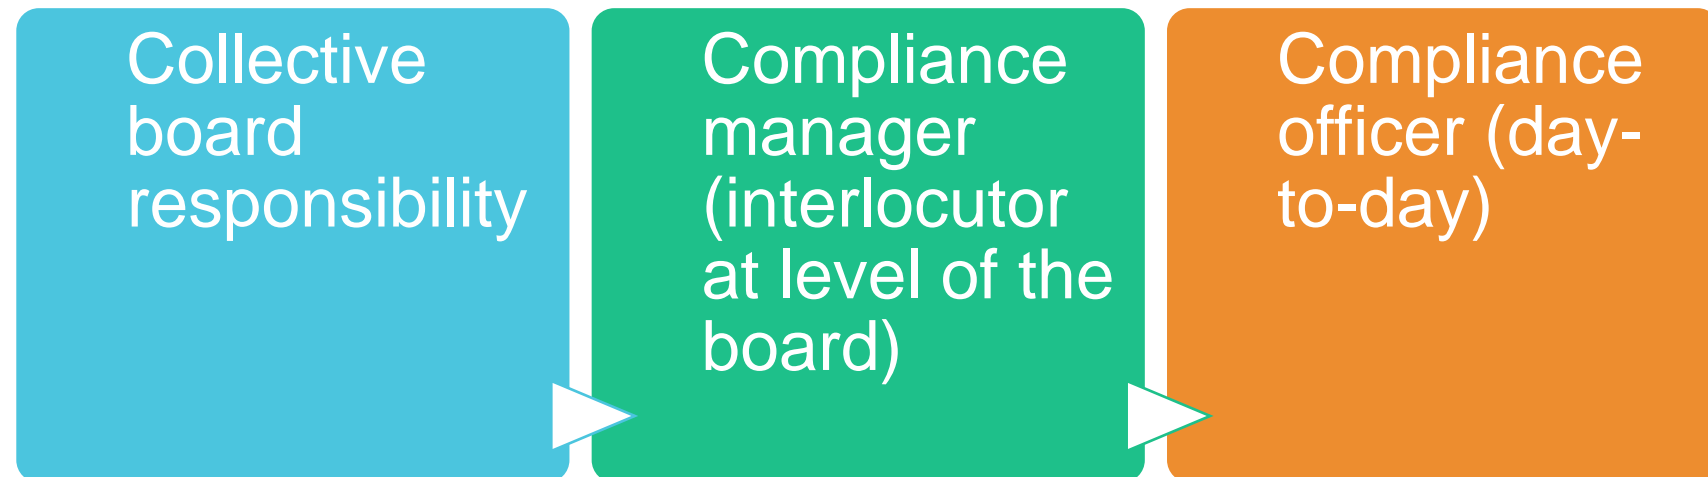 Collective
board
responsibility
Compliance
manager
(interlocutor
at level of the
board)
Compliance
officer (day-
to-day)